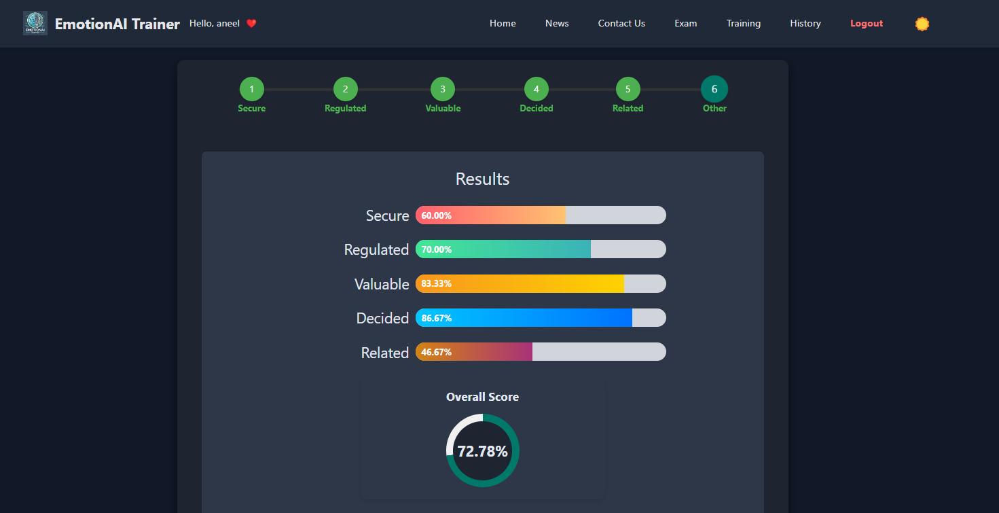 EMOTIONAI
EmotionAI Trainer Hello, aneel ❤️ Home News Contact Us Exam Training History Logout
1 2 3 4 5 6
Secure Regulated Valuable Decided Related Other
Results
Secure 60.00%
Regulated 70.00%
Valuable 83.33%
Decided 86.67%
Related 46.67%
Overall Score
72.78%